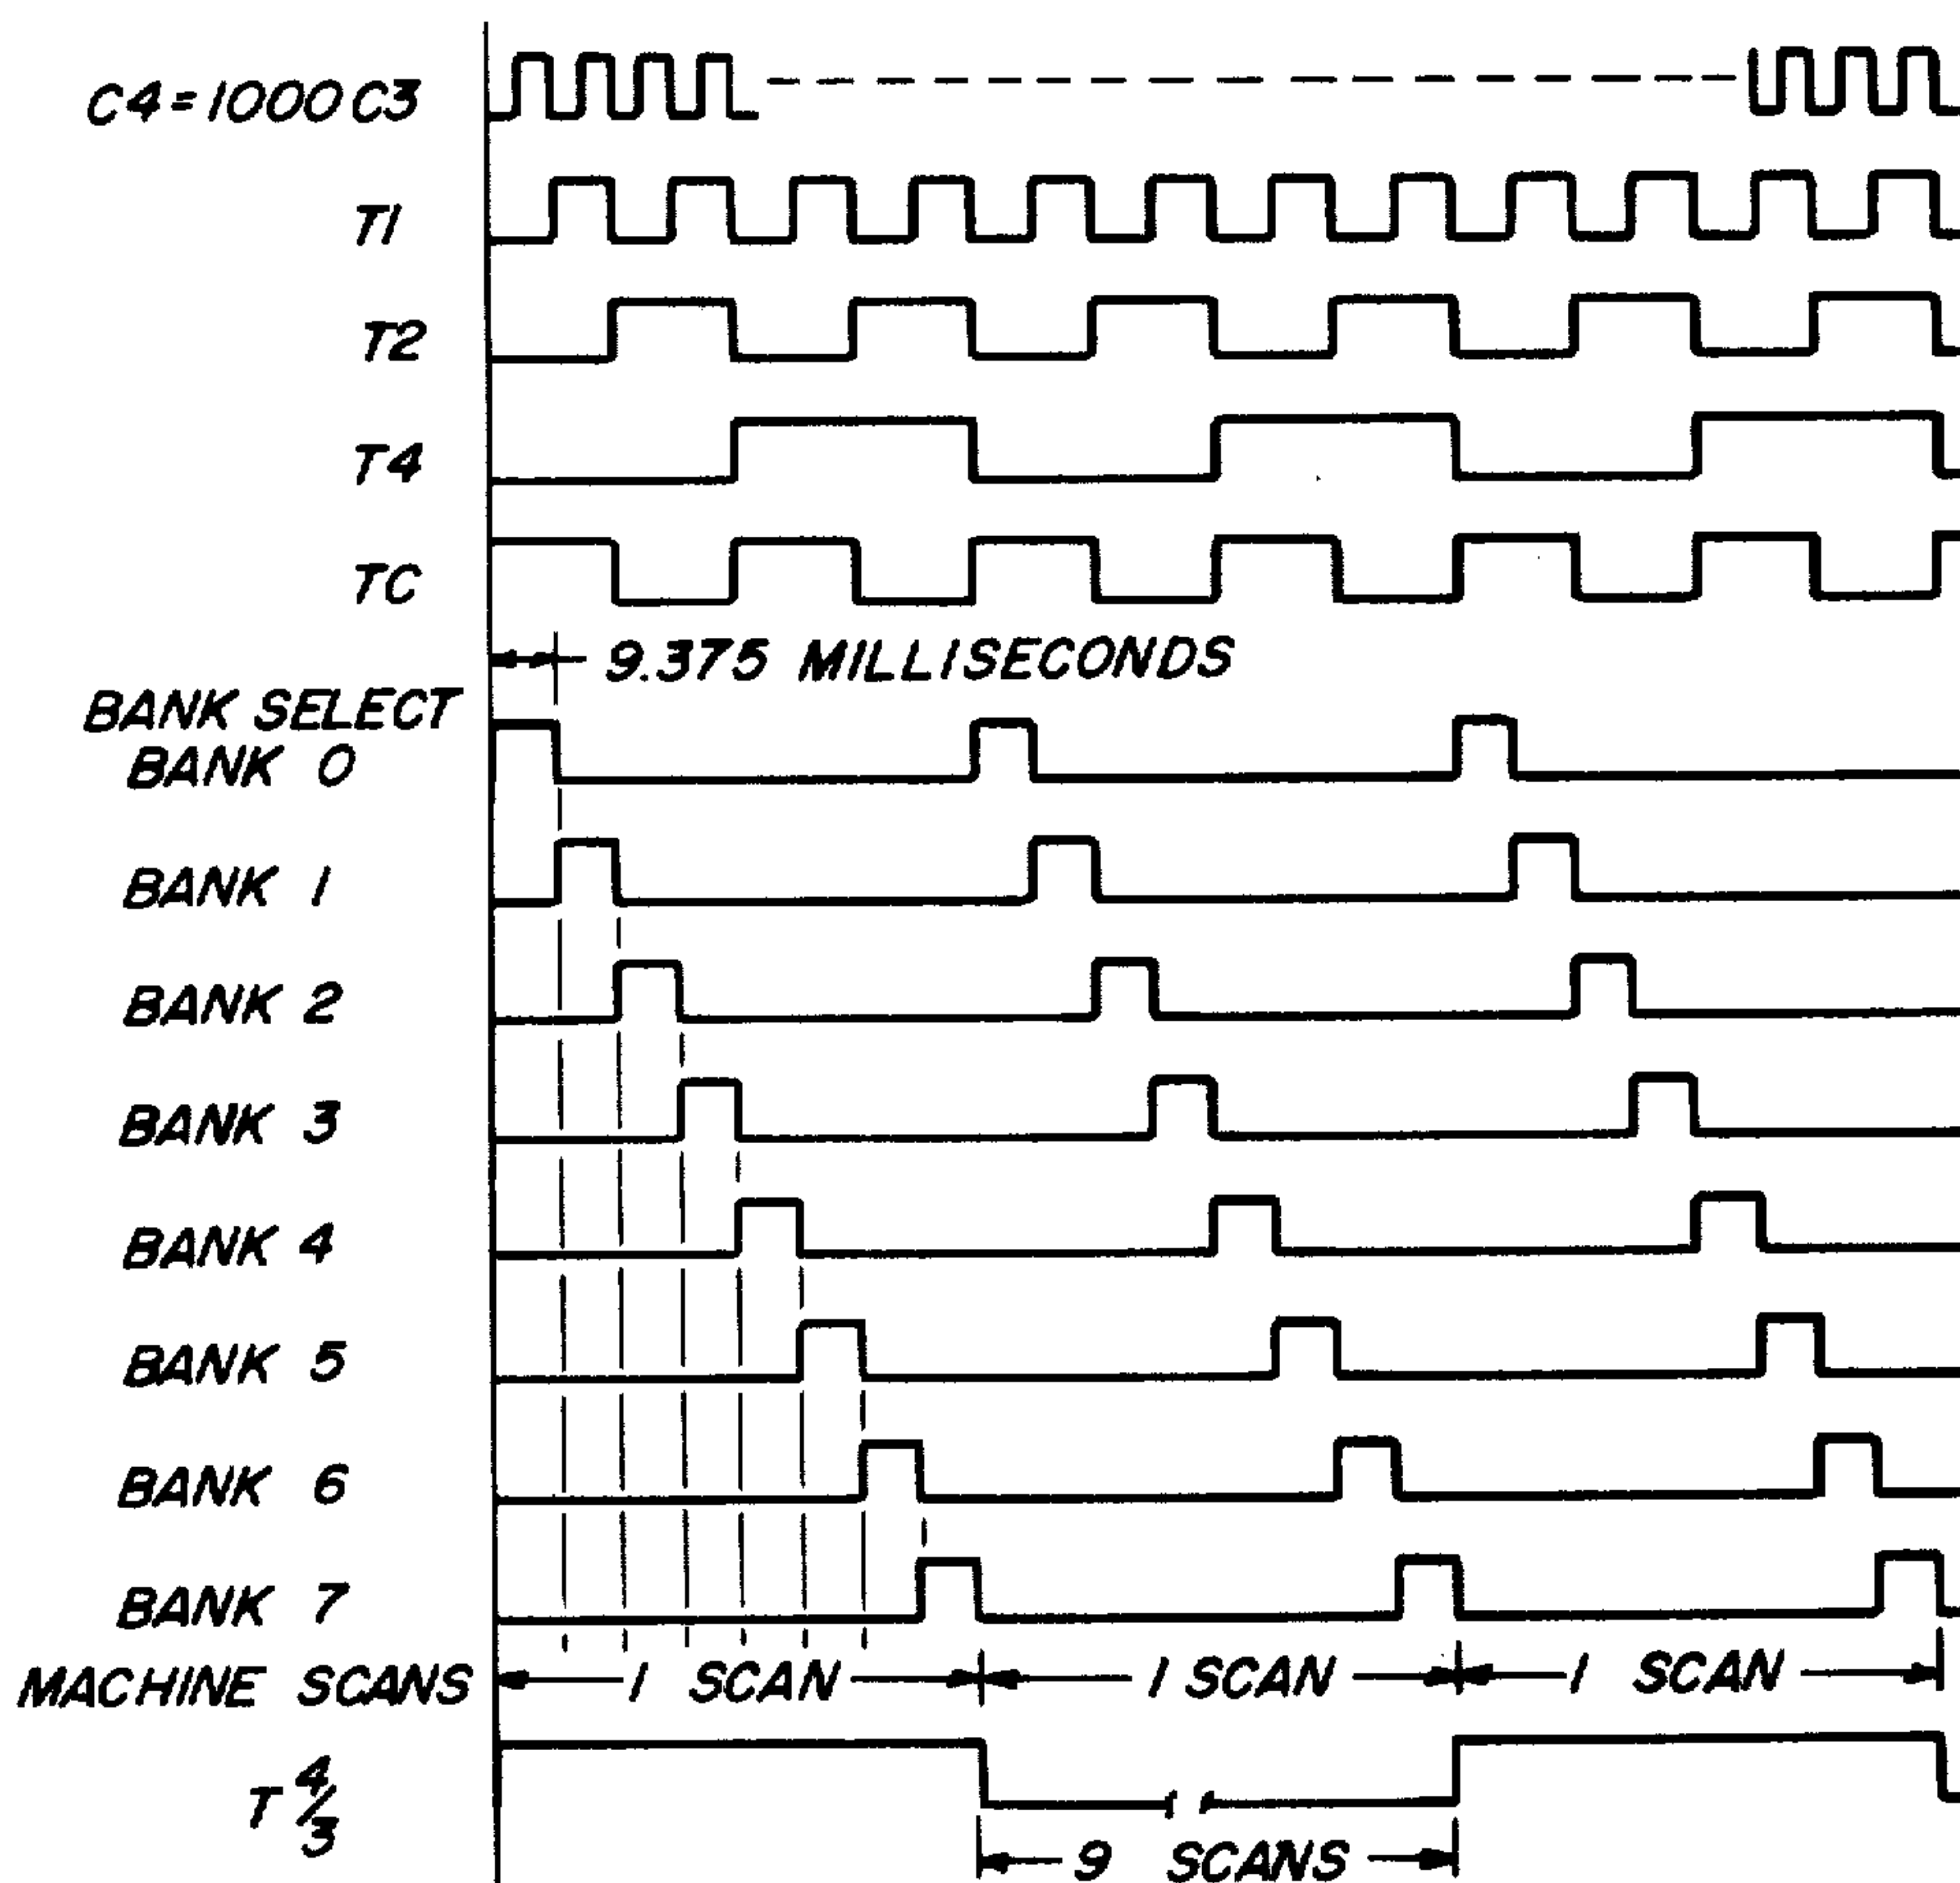 C4=1000C3
T1
T2
T4
TC
9.375 MILLISECONDS
BANK SELECT
BANK 0
BANK 1
BANK 2
BANK 3
BANK 4
BANK 5
BANK 6
BANK 7
MACHINE SCANS 1 SCAN 1 SCAN 1 SCAN
T 4/3
9 SCANS